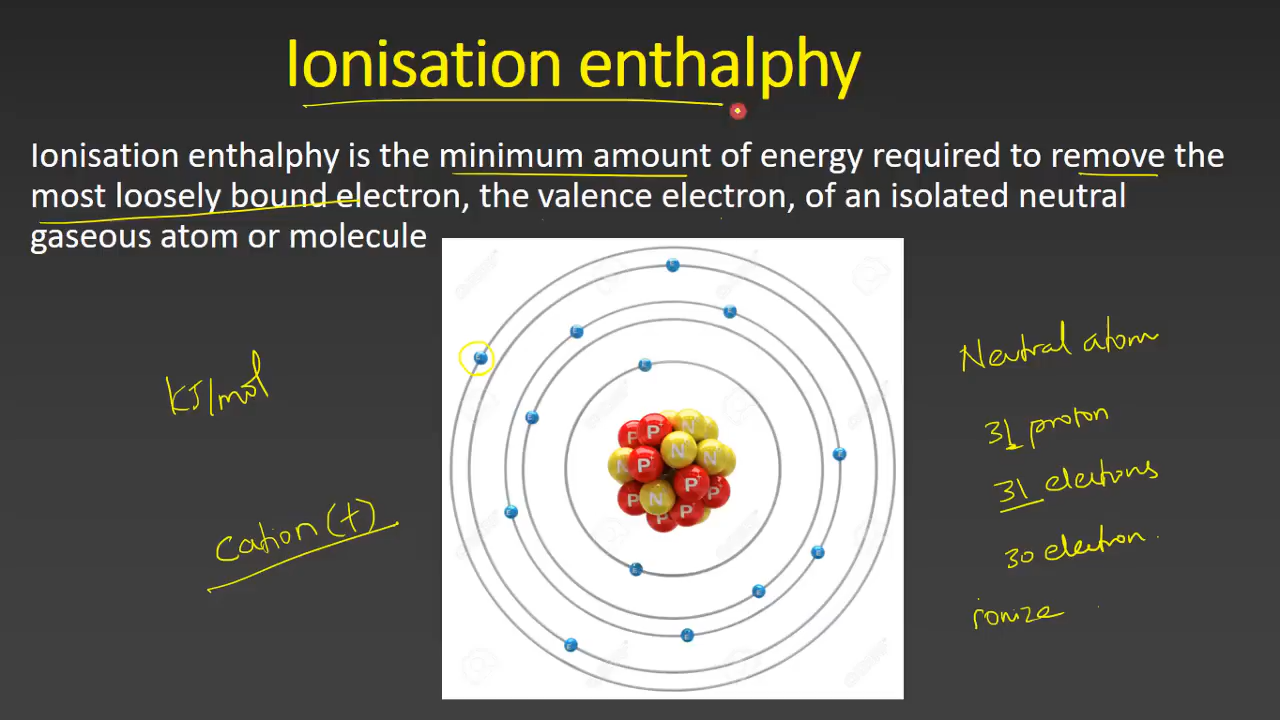 Ionisation enthalphy
Ionisation enthalphy is the minimum amount of energy required to remove the
most loosely bound electron, the valence electron, of an isolated neutral
gaseous atom or molecule
E
E
E
E
E
E
E
E
E
E
E
E
E
P P N
N P N N
P N P P
P P
KJ/mol
cation (+)
Neutral atom
31 proton
31 electrons
30 electron
ionize